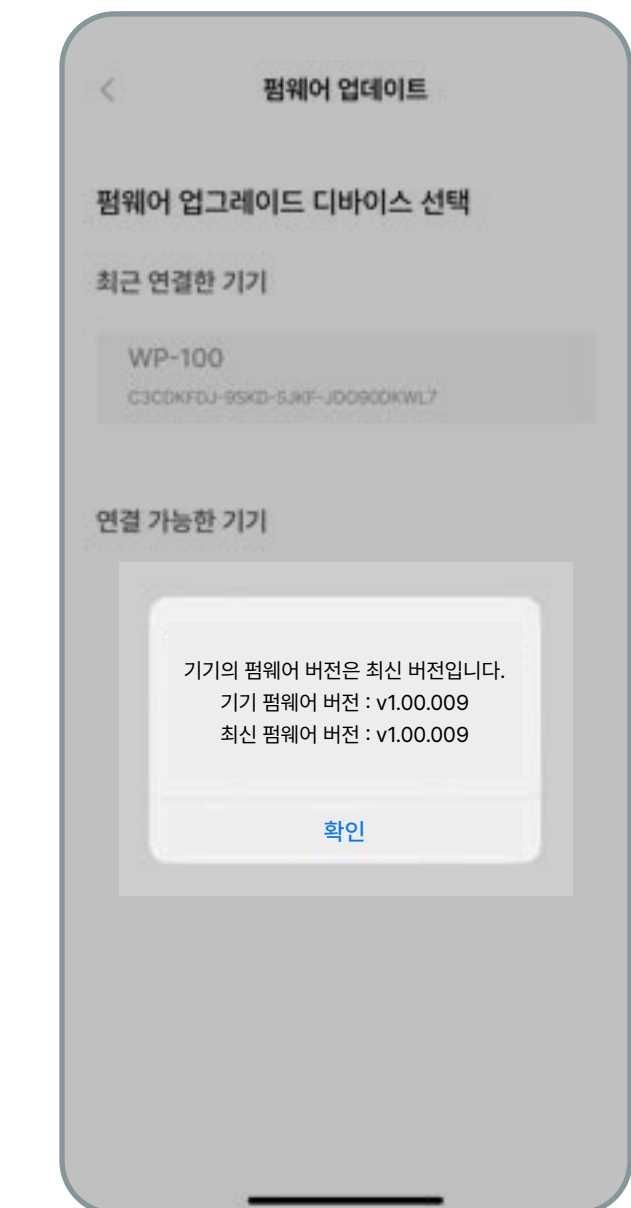 펌웨어 업데이트
펌웨어 업그레이드 디바이스 선택
최근 연결한 기기
WP-100
C3CDKFDJ-9SKD-SJKF-JDO90DKWL7
연결 가능한 기기
기기의 펌웨어 버전은 최신 버전입니다.
기기 펌웨어 버전 : v1.00.009
최신 펌웨어 버전 : v1.00.009
확인